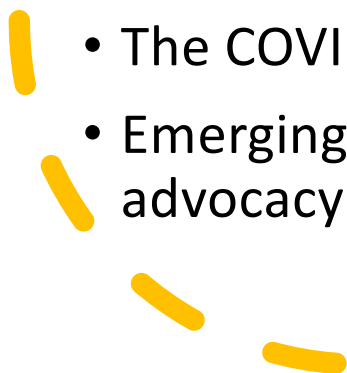 • The COVI
• Emerging
advocacy